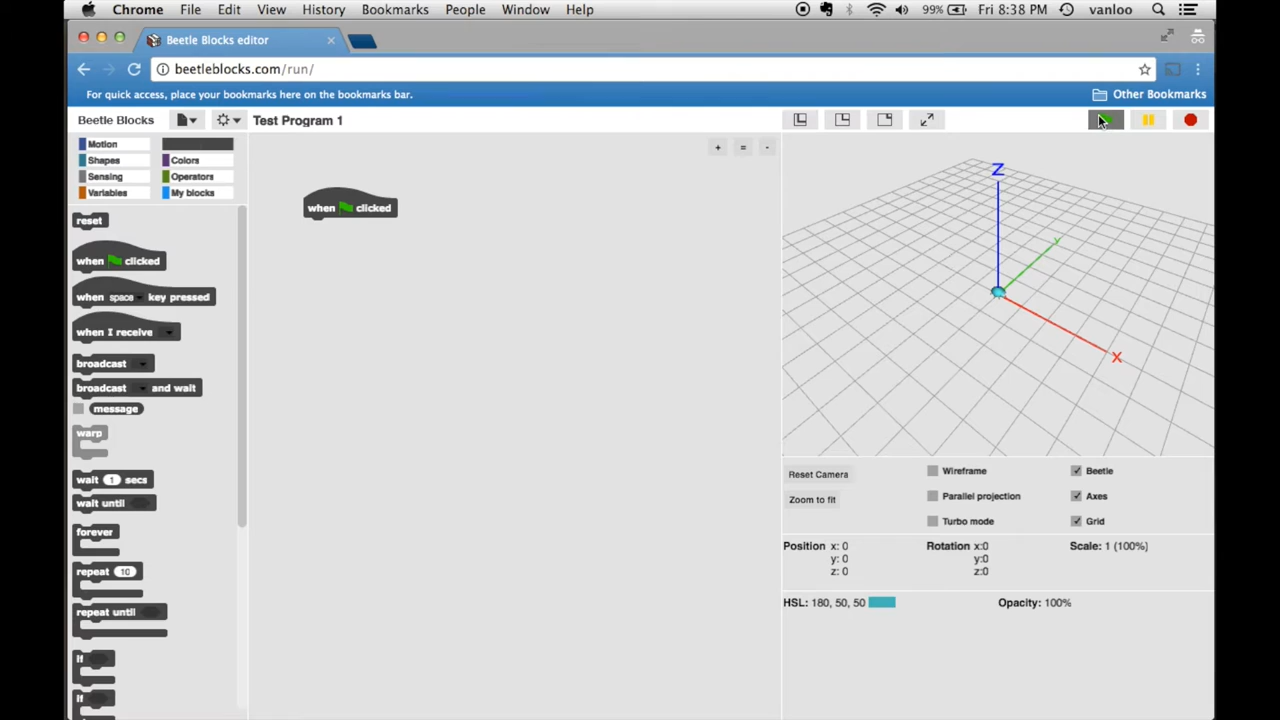 Chrome File Edit View History Bookmarks People Window Help 99% Fri 8:38 PM vanloo
Beetle Blocks editor
beetleblocks.com/run/
For quick access, place your bookmarks here on the bookmarks bar. Other Bookmarks
Beetle Blocks Test Program 1
Motion
Shapes Colors
Sensing Operators
Variables My blocks
+ = -
reset
when clicked
when space key pressed
when I receive
broadcast
broadcast and wait
message
warp
wait 1 secs
wait until
forever
repeat 10
repeat until
if
if
when clicked
Z
Y
X
Reset Camera Wireframe Beetle
Zoom to fit Parallel projection Axes
Turbo mode Grid
Position x: 0 Rotation x:0 Scale: 1 (100%)
y: 0 y:0
z: 0 z:0
HSL: 180, 50, 50 Opacity: 100%